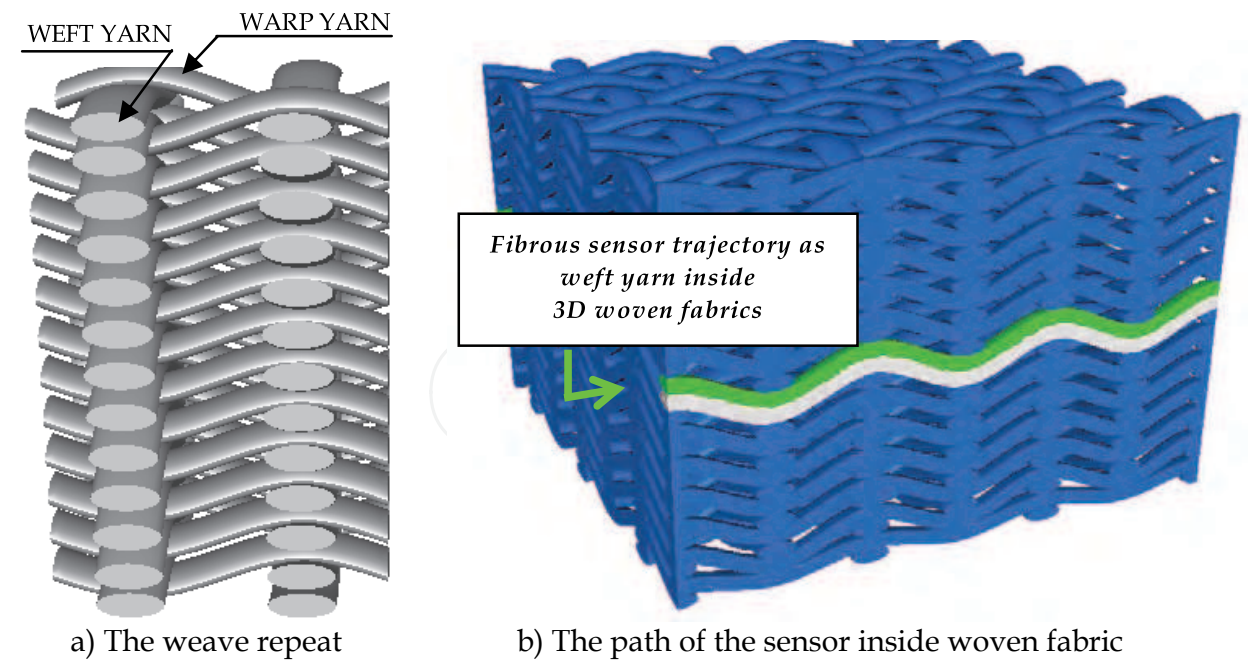 WEFT YARN
WARP YARN
Fibrous sensor trajectory as
weft yarn inside
3D woven fabrics
a) The weave repeat
b) The path of the sensor inside woven fabric